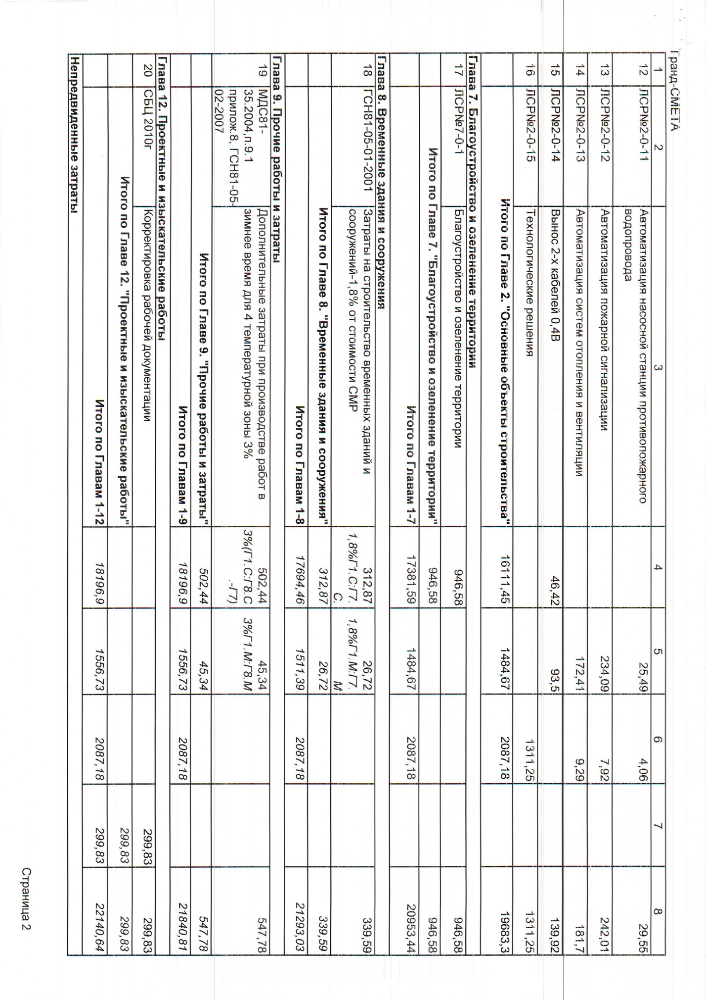 Гранд-СМЕТА
1 2 3 4 5 6 7 8
12 ЛСР№2-0-11 Автоматизация насосной станции противопожарного 25,49 4,06 29,55
водопровода
13 ЛСР№2-0-12 Автоматизация пожарной сигнализации 234,09 7,92 242,01
14 ЛСР№2-0-13 Автоматизация систем отопления и вентиляции 172,41 9,29 181,7
15 ЛСР№2-0-14 Вынос 2-х кабелей 0,4В 46,42 93,5 139,92
16 ЛСР№2-0-15 Технологические решения 1311,25 1311,25
Итого по Главе 2. "Основные объекты строительства" 16111,45 1484,67 2087,18 19683,3
Глава 7. Благоустройство и озеленение территории
17 ЛСР№7-0-1 Благоустройство и озеленение территории 946,58 946,58
Итого по Главе 7. "Благоустройство и озеленение территории" 946,58 946,58
Итого по Главам 1-7 17381,59 1484,67 2087,18 20953,44
Глава 8. Временные здания и сооружения
18 ГСН81-05-01-2001 Затраты на строительство временных зданий и 312,87 26,72 339,59
сооружений-1,8% от стоимости СМР 1,8%Г1.С:Г7. 1,8%Г1.М:Г7.
С. М
Итого по Главе 8. "Временные здания и сооружения" 312,87 26,72 339,59
Итого по Главам 1-8 17694,46 1511,39 2087,18 21293,03
Глава 9. Прочие работы и затраты
19 МДС81- Дополнительные затраты при производстве работ в 502,44 45,34 547,78
35.2004,п.9.1 зимнее время для 4 температурной зоны 3% 3%(Г1.С:Г8.С 3%Г1.М:Г8.М
прилож.8, ГСН81-05- .-Г7)
02-2007
Итого по Главе 9. "Прочие работы и затраты" 502,44 45,34 547,78
Итого по Главам 1-9 18196,9 1556,73 2087,18 21840,81
Глава 12. Проектные и изыскательские работы
20 СБЦ 2010г Корректировка рабочей документации 299,83 299,83
Итого по Главе 12. "Проектные и изыскательские работы" 299,83 299,83
Итого по Главам 1-12 18196,9 1556,73 2087,18 299,83 22140,64
Непредвиденные затраты
Страница 2